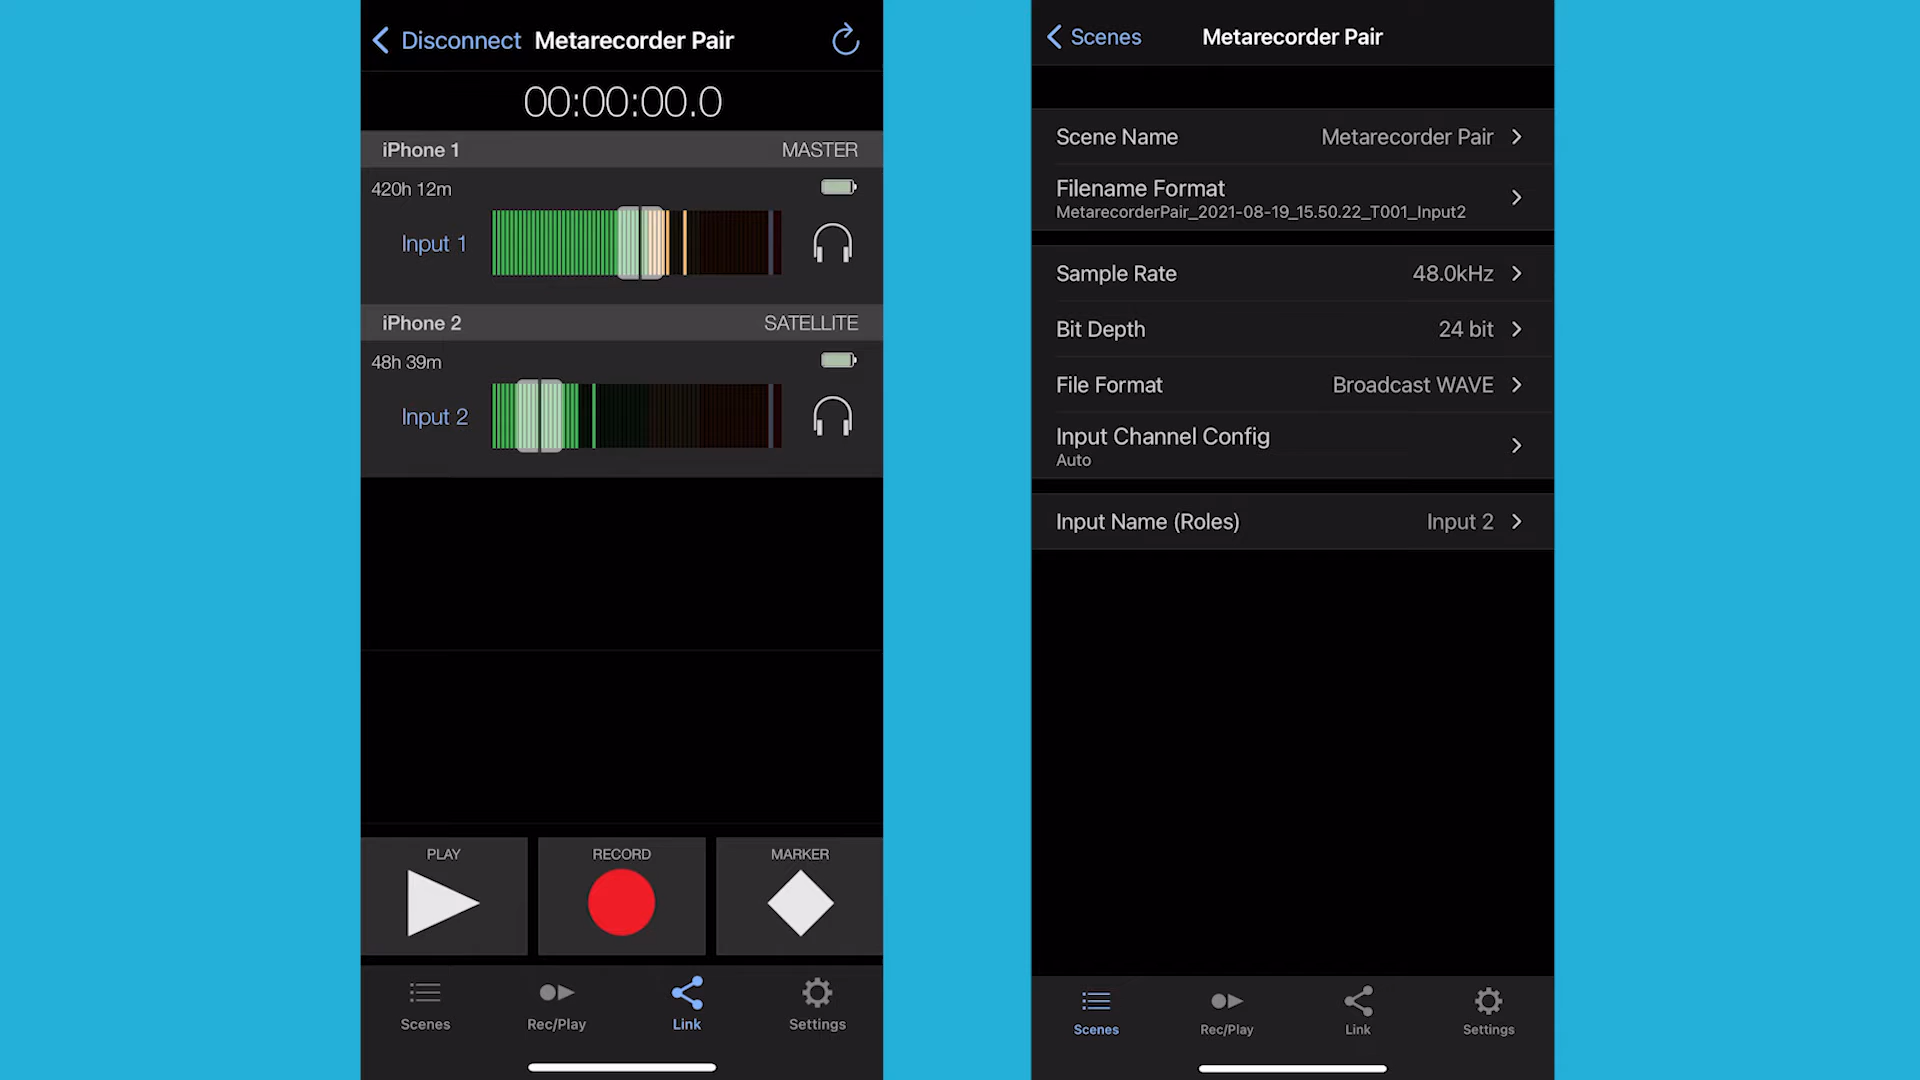 Disconnect Metarecorder Pair
00:00:00.0
iPhone 1 MASTER
420h 12m
Input 1
iPhone 2 SATELLITE
48h 39m
Input 2
PLAY RECORD MARKER
Scenes Rec/Play Link Settings
Scenes Metarecorder Pair
Scene Name Metarecorder Pair
Filename Format
MetarecorderPair_2021-08-19_15.50.22_T001_Input2
Sample Rate 48.0kHz
Bit Depth 24 bit
File Format Broadcast WAVE
Input Channel Config
Auto
Input Name (Roles) Input 2
Scenes Rec/Play Link Settings